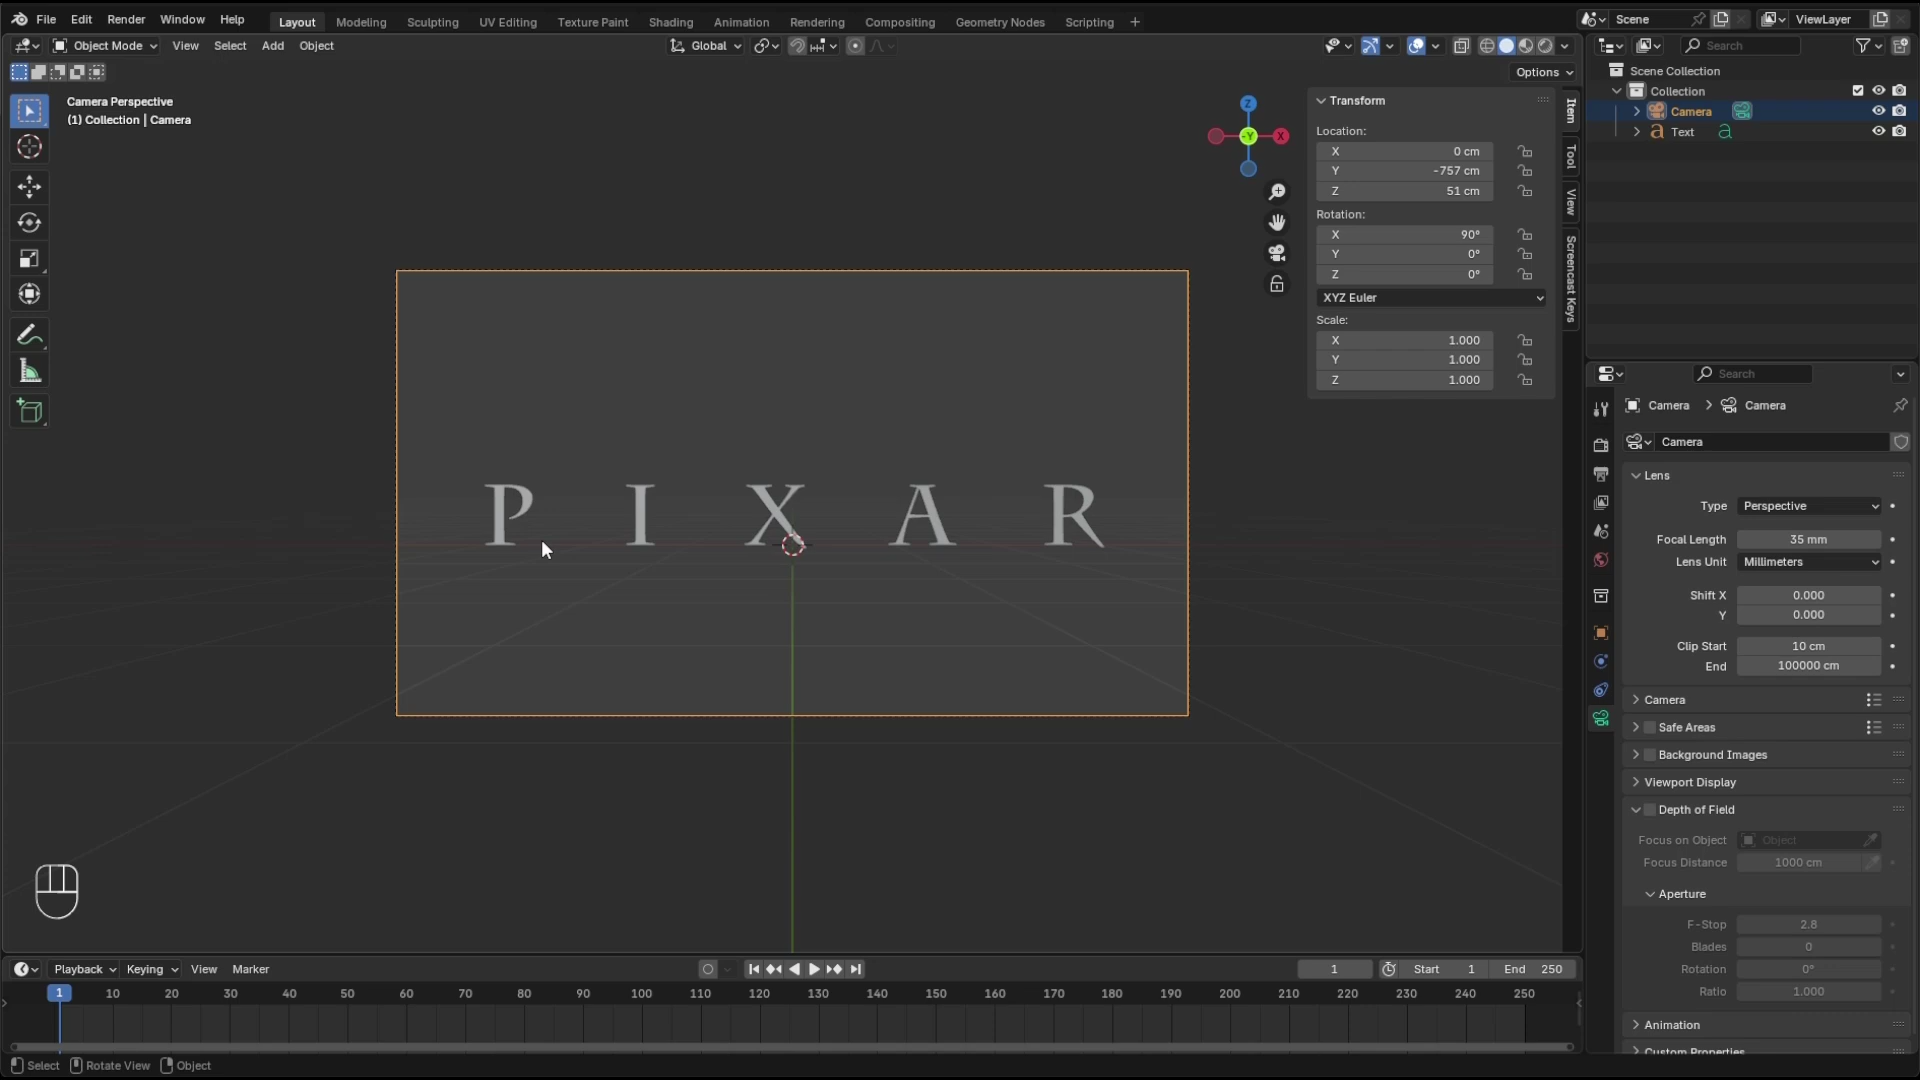 File Edit Render Window Help Layout Modeling Sculpting UV Editing Texture Paint Shading Animation Rendering Compositing Geometry Nodes Scripting + Scene ViewLayer
Object Mode View Select Add Object Global Search
Options
Scene Collection
Collection
Camera
Text
Camera Perspective
(1) Collection | Camera
Z
-Y
X
Transform
Location:
X 0 cm
Y -757 cm
Z 51 cm
Rotation:
X 90°
Y 0°
Z 0°
XYZ Euler
Scale:
X 1.000
Y 1.000
Z 1.000
Item
Tool
View
Screencast Keys
P I X A R
Search
Camera > Camera
Camera
Lens
Type Perspective
Focal Length 35 mm
Lens Unit Millimeters
Shift X 0.000
Y 0.000
Clip Start 10 cm
End 100000 cm
Camera
Safe Areas
Background Images
Viewport Display
Depth of Field
Focus on Object Object
Focus Distance 1000 cm
Aperture
F-Stop 2.8
Blades 0
Rotation 0°
Ratio 1.000
Animation
Custom Properties
Playback Keying View Marker 1 Start 1 End 250
1 10 20 30 40 50 60 70 80 90 100 110 120 130 140 150 160 170 180 190 200 210 220 230 240 250
Select Rotate View Object